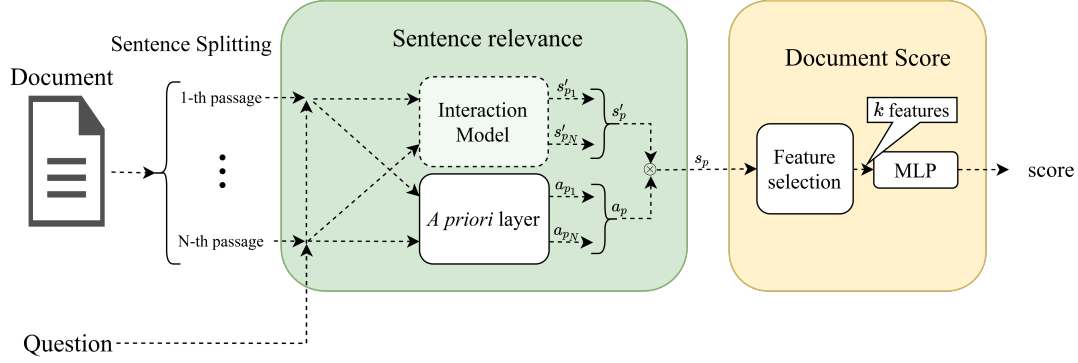 Sentence Splitting
Document
1-th passage
⋮
N-th passage
Question
Sentence relevance
Interaction
Model
A priori layer
s′p1
s′pN
s′p
ap1
apN
ap
⊗
sp
Document Score
Feature
selection
k features
MLP
score